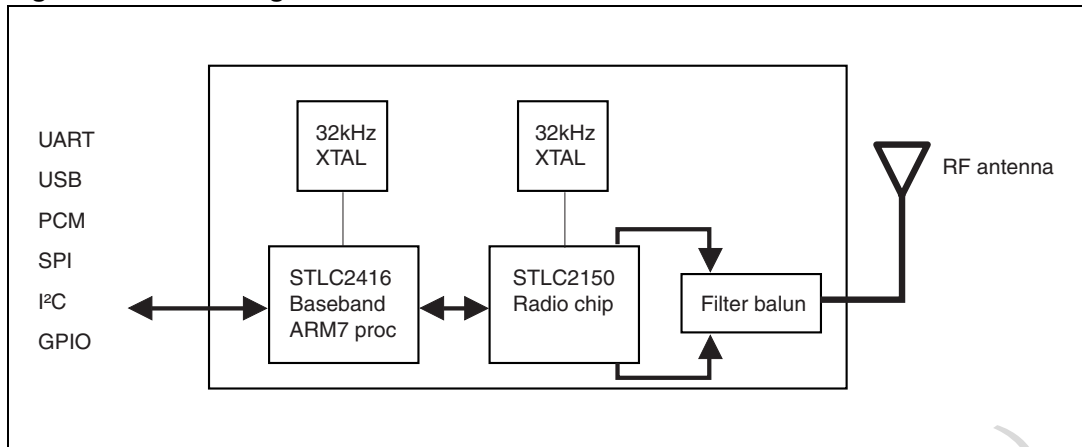 UART
USB
PCM
SPI
I²C
GPIO
32kHz
XTAL
32kHz
XTAL
STLC2416
Baseband
ARM7 proc
STLC2150
Radio chip
Filter balun
RF antenna